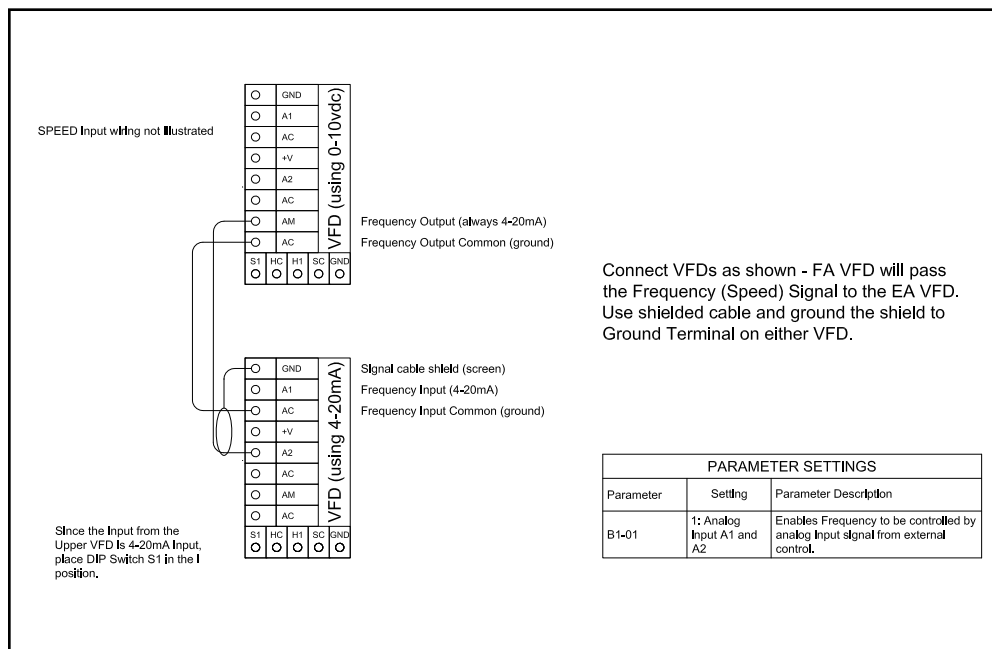 SPEED Input wiring not illustrated
GND
A1
AC
+V
A2
AC
AM
AC
VFD (using 0-10vdc)
S1 HC H1 SC GND
Frequency Output (always 4-20mA)
Frequency Output Common (ground)
Connect VFDs as shown - FA VFD will pass
the Frequency (Speed) Signal to the EA VFD.
Use shielded cable and ground the shield to
Ground Terminal on either VFD.
GND
A1
AC
+V
A2
AC
AM
AC
VFD (using 4-20mA)
S1 HC H1 SC GND
Signal cable shield (screen)
Frequency Input (4-20mA)
Frequency Input Common (ground)
Since the Input from the
Upper VFD is 4-20mA Input,
place DIP Switch S1 in the I
position.
PARAMETER SETTINGS
Parameter Setting Parameter Description
B1-01
1: Analog
Input A1 and
A2
Enables Frequency to be controlled by
analog input signal from external
control.